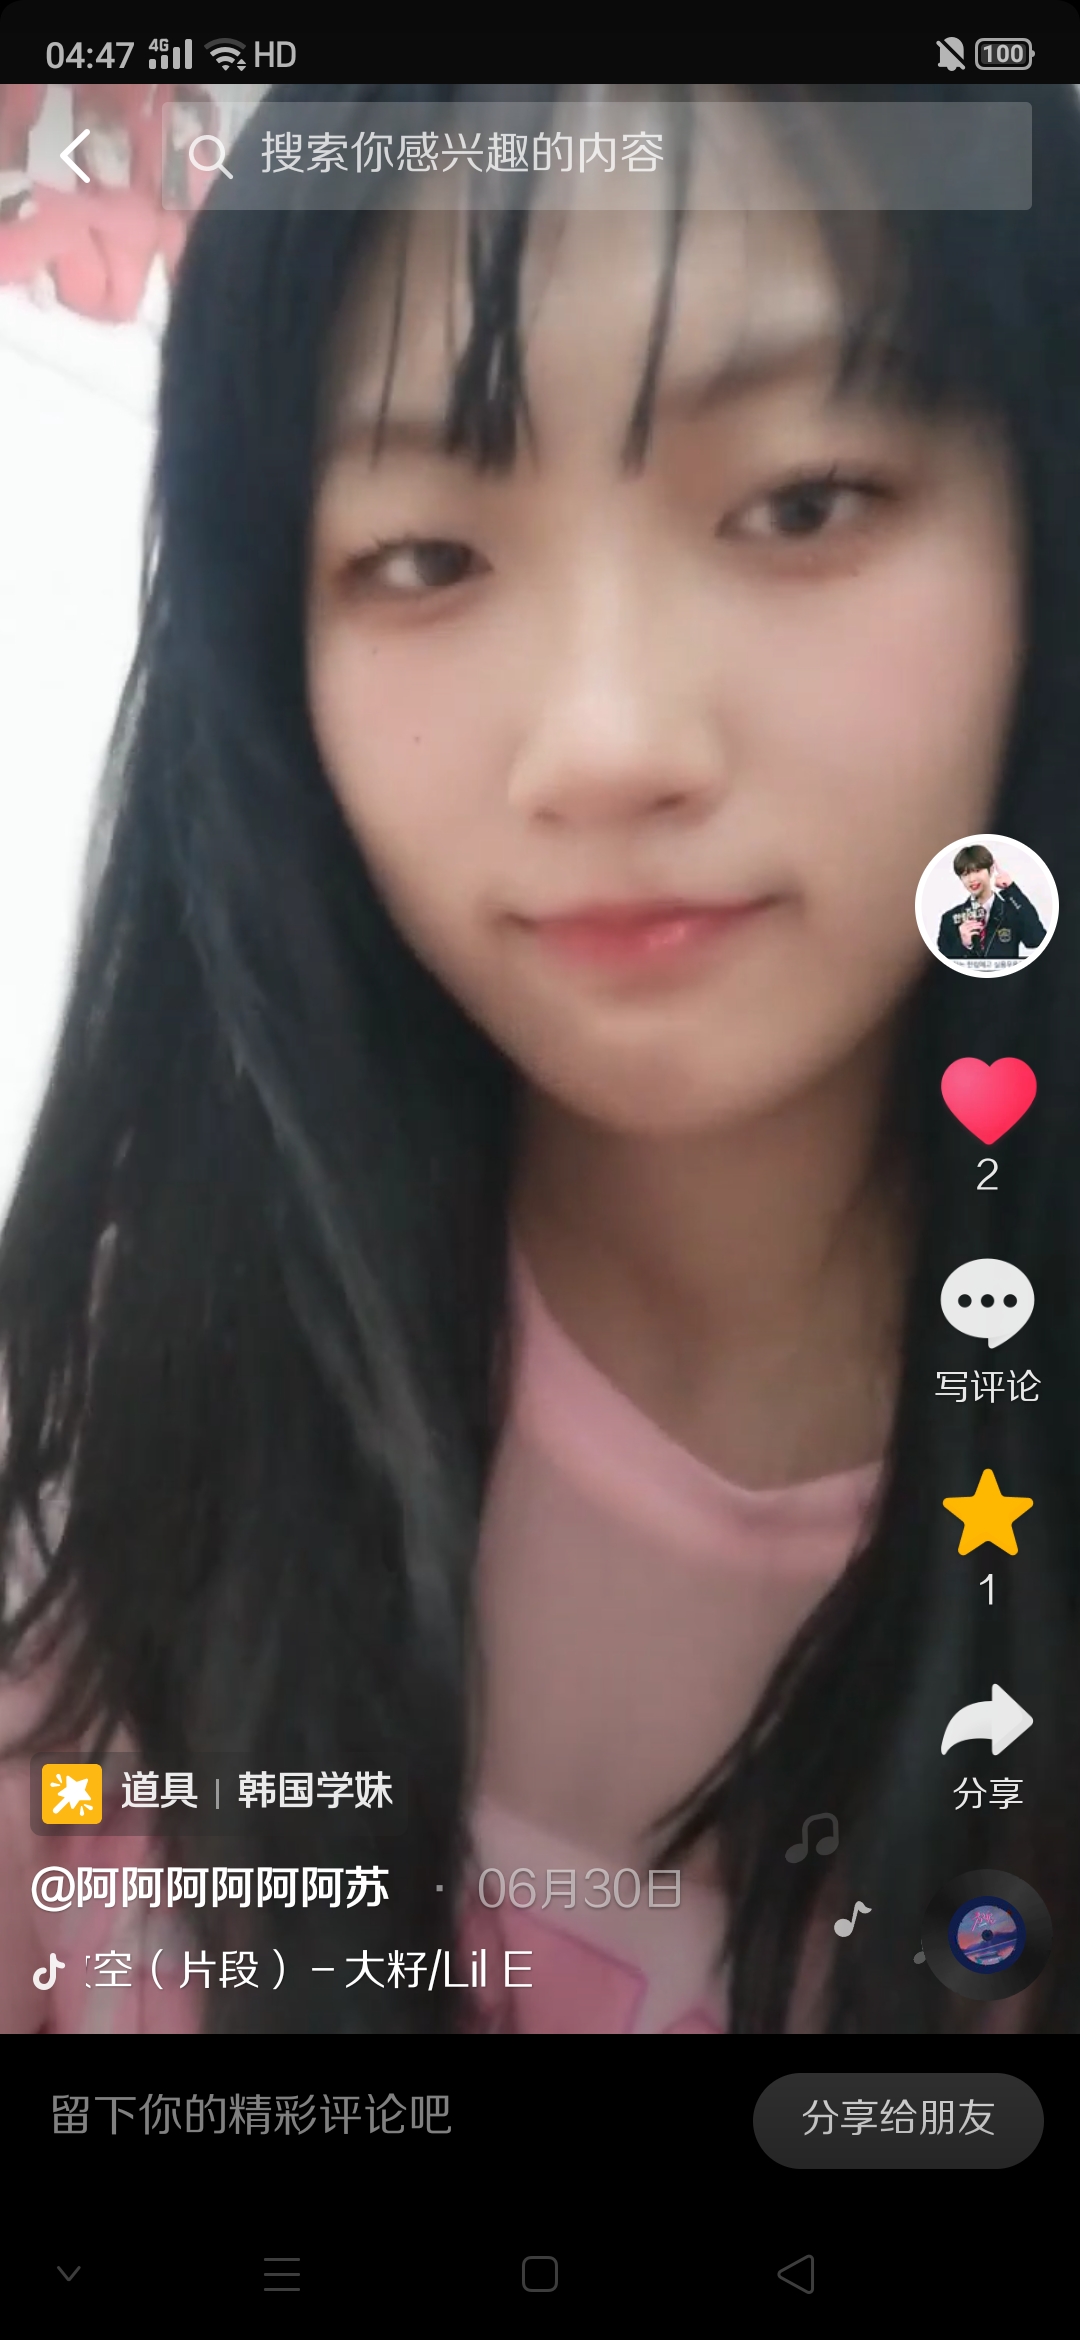 04:47 4G HD 100
搜索你感兴趣的内容
2
写评论
1
分享
道具 | 韩国学妹
@阿阿阿阿阿阿苏 · 06月30日
空（片段）－大籽/Lil E
留下你的精彩评论吧
分享给朋友